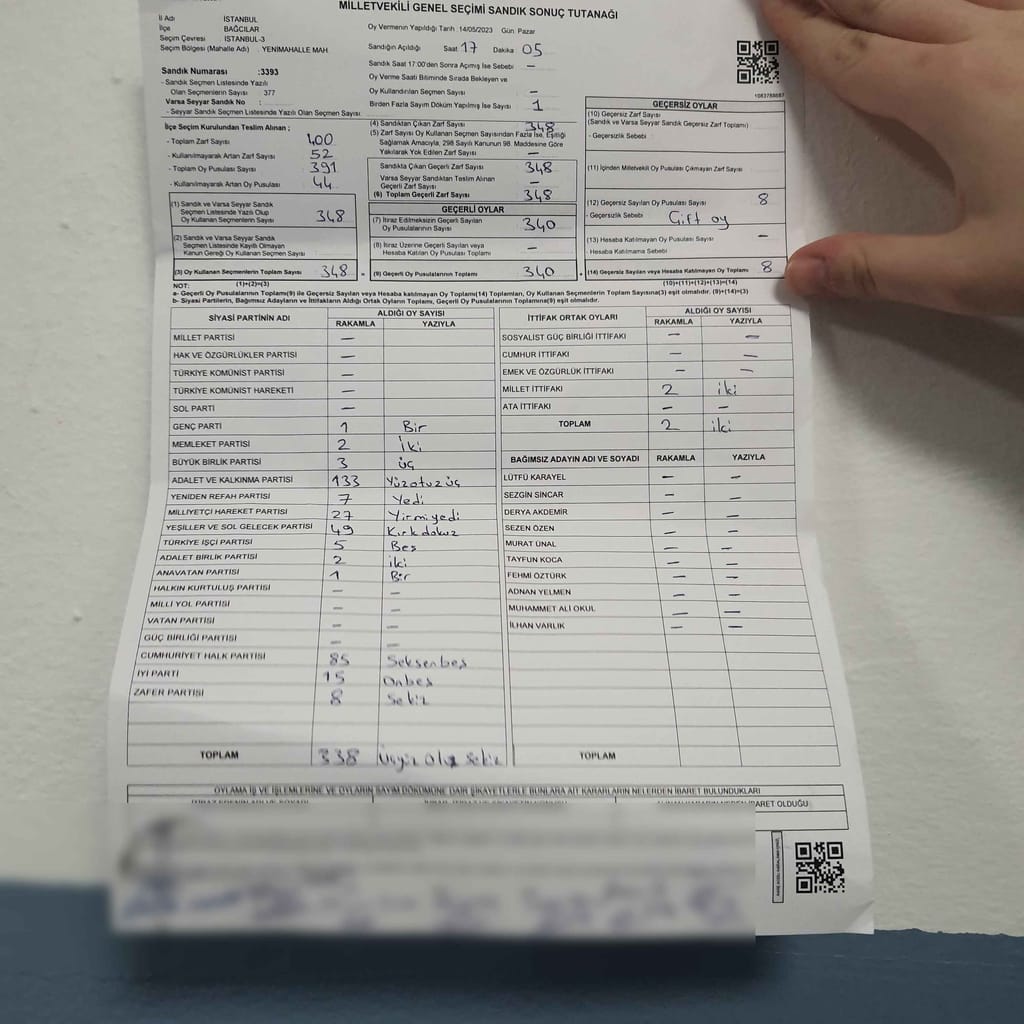 MİLLETVEKİLİ GENEL SEÇİMİ SANDIK SONUÇ TUTANAĞI
İl Adı İSTANBUL
İlçe BAĞCILAR
Seçim Çevresi İSTANBUL-3
Seçim Bölgesi (Mahalle Adı) : YENİMAHALLE MAH
Sandık Numarası :3393
- Sandık Seçmen Listesinde Yazılı
Olan Seçmenlerin Sayısı : 377
Varsa Seyyar Sandık No :
- Seyyar Sandık Seçmen Listesinde Yazılı Olan Seçmen Sayısı
İlçe Seçim Kurulundan Teslim Alınan ;
- Toplam Zarf Sayısı 400
- Kullanılmayarak Artan Zarf Sayısı 52
- Toplam Oy Pusulası Sayısı 391
- Kullanılmayarak Artan Oy Pusulası 44
(1) Sandık ve Varsa Seyyar Sandık
Seçmen Listesinde Yazılı Olup
Oy Kullanan Seçmenlerin Sayısı 348
(2) Sandık ve Varsa Seyyar Sandık
Seçmen Listesinde Kayıtlı Olmayan
Kanun Gereği Oy Kullanan Seçmen Sayısı
(3) Oy Kullanan Seçmenlerin Toplam Sayısı 348
(1)+(2)=(3)
Oy Vermenin Yapıldığı Tarih :14/05/2023 Gün: Pazar
Sandığın Açıldığı Saat 17 Dakika 05
Sandık Saat 17:00'den Sonra Açılmış İse Sebebi —
Oy Verme Saati Bitiminde Sırada Bekleyen ve
Oy Kullandırılan Seçmen Sayısı —
Birden Fazla Sayım Döküm Yapılmış İse Sayısı 1
(4) Sandıktan Çıkan Zarf Sayısı 348
(5) Zarf Sayısı Oy Kullanan Seçmen Sayısından Fazla İse, Eşitliği
Sağlamak Amacıyla, 298 Sayılı Kanunun 98. Maddesine Göre
Yakılarak Yok Edilen Zarf Sayısı —
Sandıkta Çıkan Geçerli Zarf Sayısı 348
Varsa Seyyar Sandıktan Teslim Alınan
Geçerli Zarf Sayısı —
(6) Toplam Geçerli Zarf Sayısı 348
GEÇERLİ OYLAR
(7) İtiraz Edilmeksizin Geçerli Sayılan
Oy Pusulalarının Sayısı 340
(8) İtiraz Üzerine Geçerli Sayılan veya
Hesaba Katılan Oy Pusulalarının Sayısı —
(9) Geçerli Oy Pusulalarının Toplamı 340
1083788687
GEÇERSİZ OYLAR
(10) Geçersiz Zarf Sayısı
(Sandık ve Varsa Seyyar Sandık Geçersiz Zarf Toplamı)
- Geçersizlik Sebebi :
(11) İçinden Milletvekili Oy Pusulası Çıkmayan Zarf Sayısı
(12) Geçersiz Sayılan Oy Pusulası Sayısı 8
- Geçersizlik Sebebi Çift oy
(13) Hesaba Katılmayan Oy Pusulası Sayısı —
- Hesaba Katılmama Sebebi
(14) Geçersiz Sayılan veya Hesaba Katılmayan Oy Toplamı 8
(10)+(11)+(12)+(13)=(14)
NOT:
a- Geçerli Oy Pusulaları Toplamı(9) ile Geçersiz Sayılan veya Hesaba katılmayan Oy Toplamı(14) Toplamları, Oy Kullanan Seçmenlerin Toplam Sayısına(3) eşit olmalıdır. (9)+(14)=(3)
b- Siyasi Partilerin, Bağımsız Adayların ve İttifakların Aldığı Ortak Oyların Toplamı, Geçerli Oy Pusulalarının Toplamına(9) eşit olmalıdır.
SİYASİ PARTİNİN ADI ALDIĞI OY SAYISI
RAKAMLA YAZIYLA
MİLLET PARTİSİ —
HAK VE ÖZGÜRLÜKLER PARTİSİ —
TÜRKİYE KOMÜNİST PARTİSİ —
TÜRKİYE KOMÜNİST HAREKETİ —
SOL PARTİ —
GENÇ PARTİ 1 Bir
MEMLEKET PARTİSİ 2 İki
BÜYÜK BİRLİK PARTİSİ 3 üç
ADALET VE KALKINMA PARTİSİ 133 Yüzotuzüç
YENİDEN REFAH PARTİSİ 7 Yedi
MİLLİYETÇİ HAREKET PARTİSİ 27 Yirmiyedi
YEŞİLLER VE SOL GELECEK PARTİSİ 49 Kırkdokuz
TÜRKİYE İŞÇİ PARTİSİ 5 Beş
ADALET BİRLİK PARTİSİ 2 iki
ANAVATAN PARTİSİ 1 Bir
HALKIN KURTULUŞ PARTİSİ — —
MİLLİ YOL PARTİSİ — —
VATAN PARTİSİ — —
GÜÇ BİRLİĞİ PARTİSİ — —
CUMHURİYET HALK PARTİSİ 85 Seksenbeş
İYİ PARTİ 15 Onbeş
ZAFER PARTİSİ 8 Sekiz
TOPLAM 338 Üçyüz Otuz Sekiz
İTTİFAK ORTAK OYLARI ALDIĞI OY SAYISI
RAKAMLA YAZIYLA
SOSYALİST GÜÇ BİRLİĞİ İTTİFAKI — —
CUMHUR İTTİFAKI — —
EMEK VE ÖZGÜRLÜK İTTİFAKI — —
MİLLET İTTİFAKI 2 iki
ATA İTTİFAKI — —
TOPLAM 2 iki
BAĞIMSIZ ADAYIN ADI VE SOYADI RAKAMLA YAZIYLA
LÜTFÜ KARAYEL — —
SEZGİN SİNCAR — —
DERYA AKDEMİR — —
SEZEN ÖZEN — —
MURAT ÜNAL — —
TAYFUN KOCA — —
FEHMİ ÖZTÜRK — —
ADNAN YELMEN — —
MUHAMMET ALİ OKUL — —
İLHAN VARLIK — —
TOPLAM
OYLAMA İŞ VE İŞLEMLERİNE VE OYLARIN SAYIM DÖKÜMÜNE DAİR ŞİKAYETLERLE BUNLARA AİT KARARLARIN NELERDEN İBARET BULUNDUKLARI
İBARET OLDUĞU